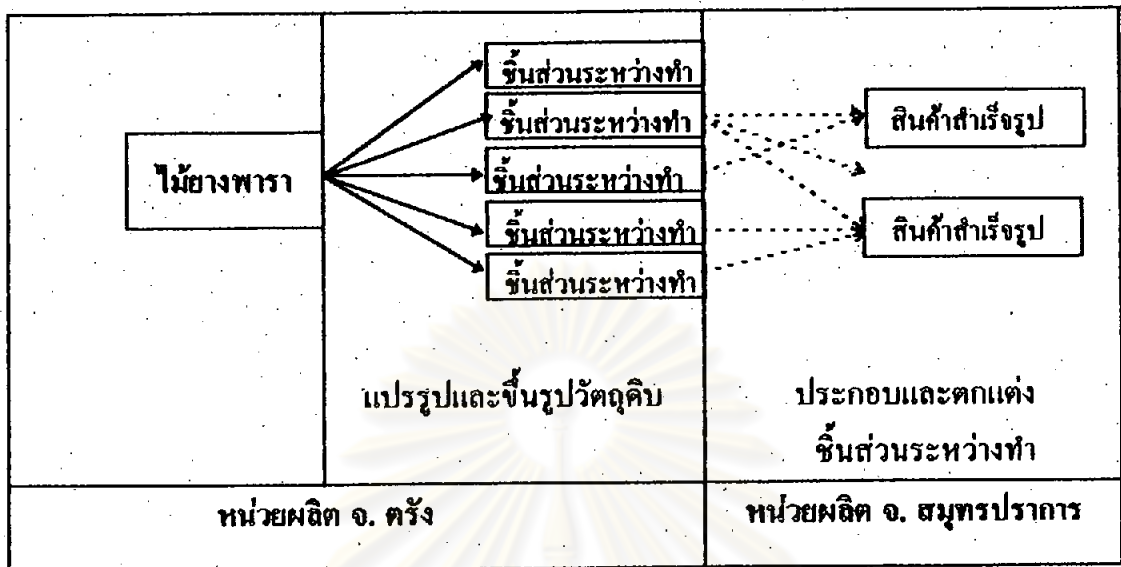 ไม้ยางพารา
ชิ้นส่วนระหว่างทำ
ชิ้นส่วนระหว่างทำ
ชิ้นส่วนระหว่างทำ
ชิ้นส่วนระหว่างทำ
ชิ้นส่วนระหว่างทำ
สินค้าสำเร็จรูป
สินค้าสำเร็จรูป
แปรรูปและขึ้นรูปวัตถุดิบ
ประกอบและตกแต่ง
ชิ้นส่วนระหว่างทำ
หน่วยผลิต จ. ตรัง
หน่วยผลิต จ. สมุทรปราการ